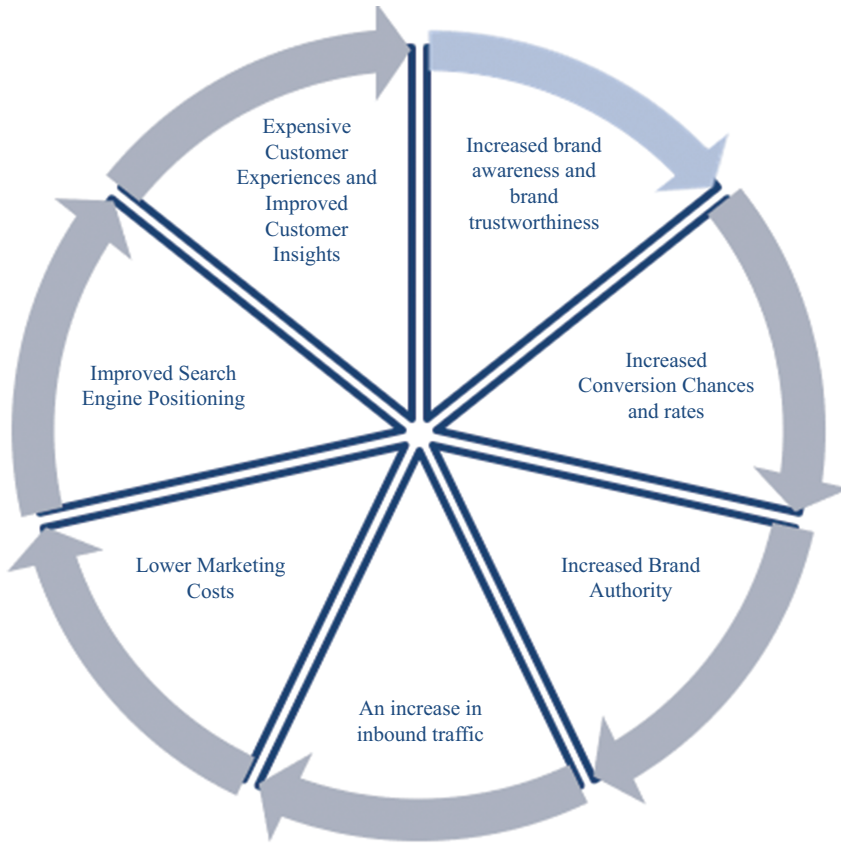 Expensive
Customer
Experiences and
Improved
Customer
Insights
Increased brand
awareness and
brand
trustworthiness
Increased
Conversion Chances
and rates
Increased Brand
Authority
An increase in
inbound traffic
Lower Marketing
Costs
Improved Search
Engine Positioning